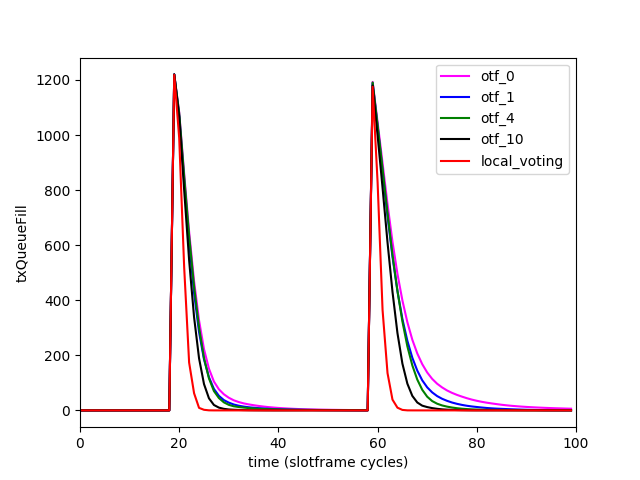 1200
1000
800
600
400
200
0
txQueueFill
0 20 40 60 80 100
time (slotframe cycles)
otf_0
otf_1
otf_4
otf_10
local_voting